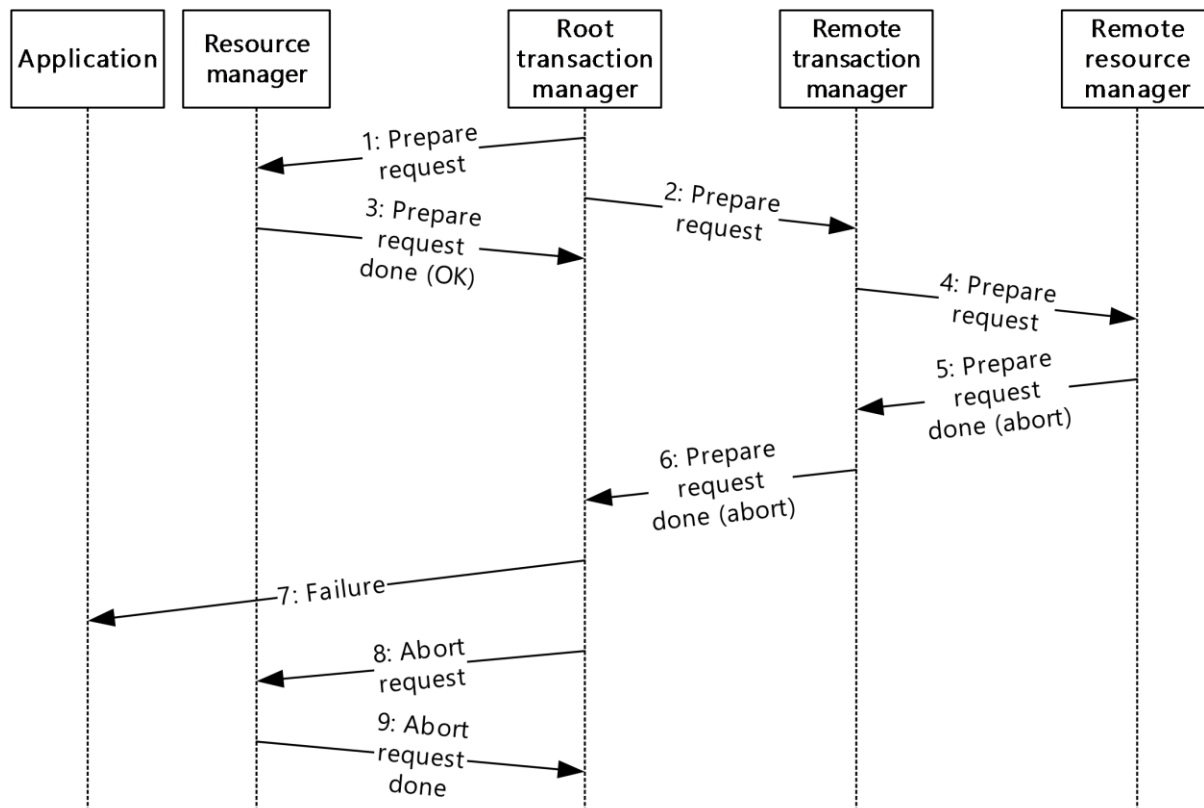 Application
Resource
manager
Root
transaction
manager
Remote
transaction
manager
Remote
resource
manager
1: Prepare
request
2: Prepare
request
3: Prepare
request
done (OK)
4: Prepare
request
5: Prepare
request
done (abort)
6: Prepare
request
done (abort)
7: Failure
8: Abort
request
9: Abort
request
done